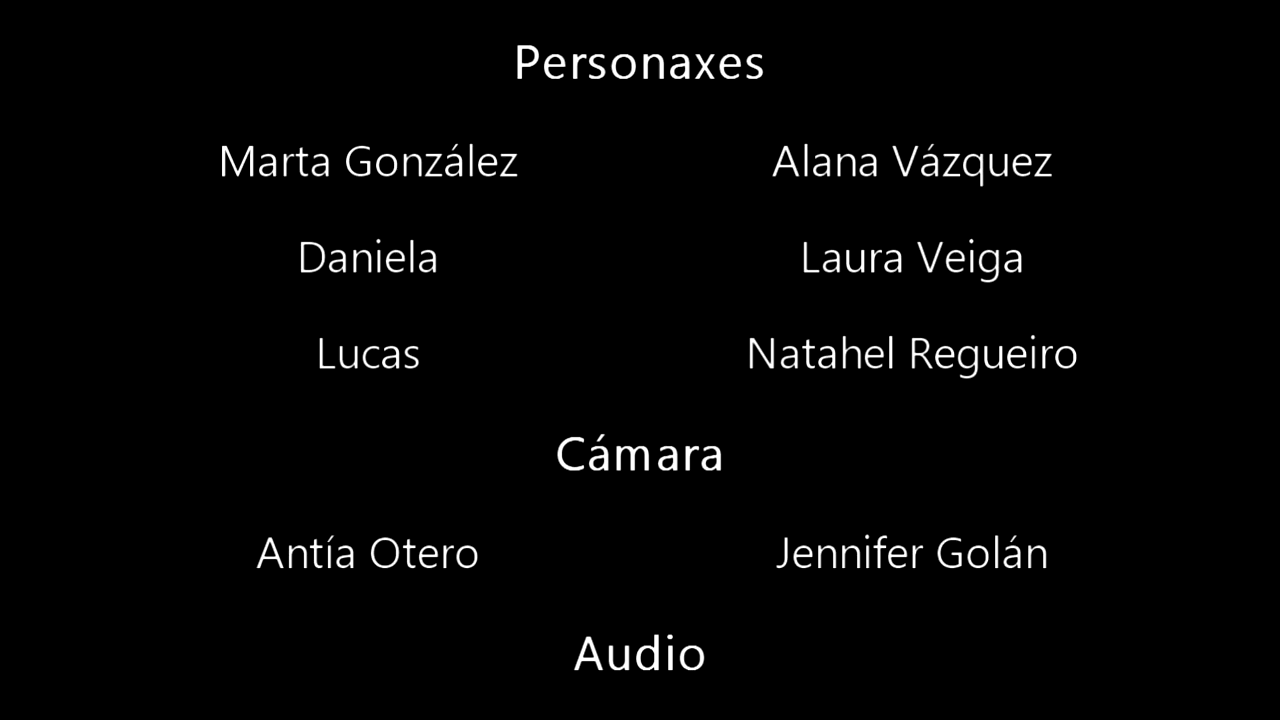 Personaxes
Marta González Alana Vázquez
Daniela Laura Veiga
Lucas Natahel Regueiro
Cámara
Antía Otero Jennifer Golán
Audio